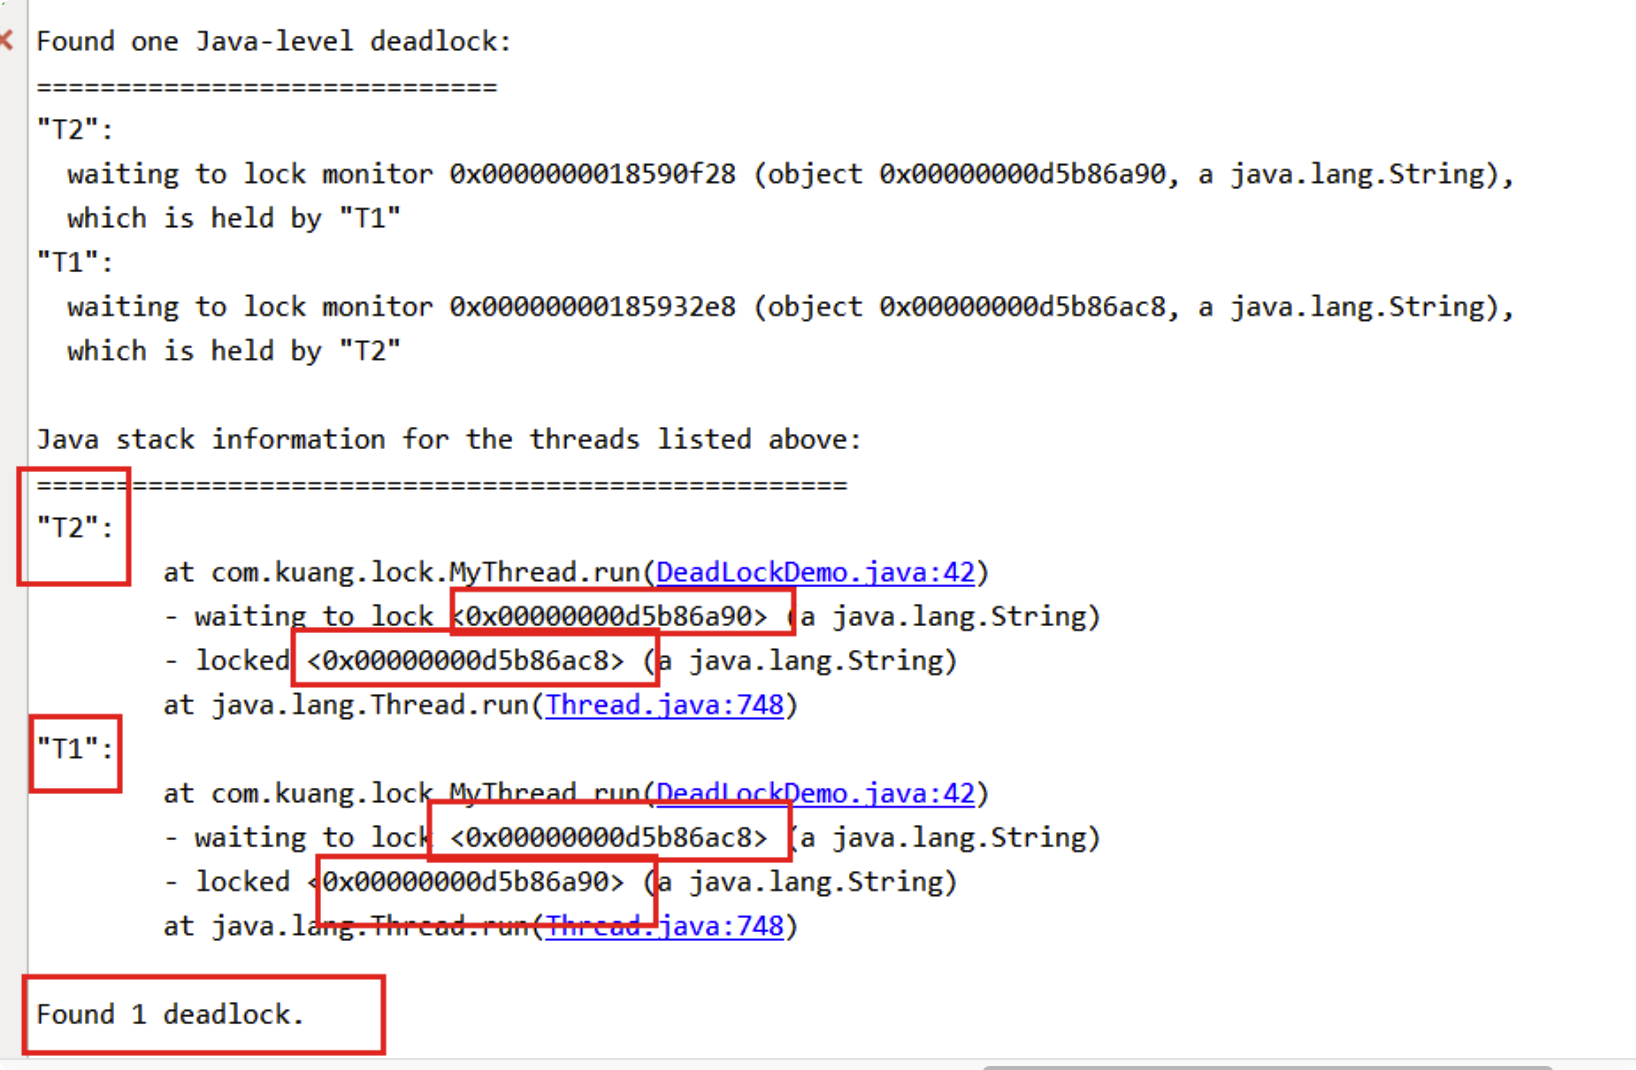 Found one Java-level deadlock:
=============================
"T2":
  waiting to lock monitor 0x0000000018590f28 (object 0x00000000d5b86a90, a java.lang.String),
  which is held by "T1"
"T1":
  waiting to lock monitor 0x00000000185932e8 (object 0x00000000d5b86ac8, a java.lang.String),
  which is held by "T2"

Java stack information for the threads listed above:
===================================================
"T2":
        at com.kuang.lock.MyThread.run(DeadLockDemo.java:42)
        - waiting to lock <0x00000000d5b86a90> (a java.lang.String)
        - locked <0x00000000d5b86ac8> (a java.lang.String)
        at java.lang.Thread.run(Thread.java:748)
"T1":
        at com.kuang.lock.MyThread.run(DeadLockDemo.java:42)
        - waiting to lock <0x00000000d5b86ac8> (a java.lang.String)
        - locked <0x00000000d5b86a90> (a java.lang.String)
        at java.lang.Thread.run(Thread.java:748)

Found 1 deadlock.